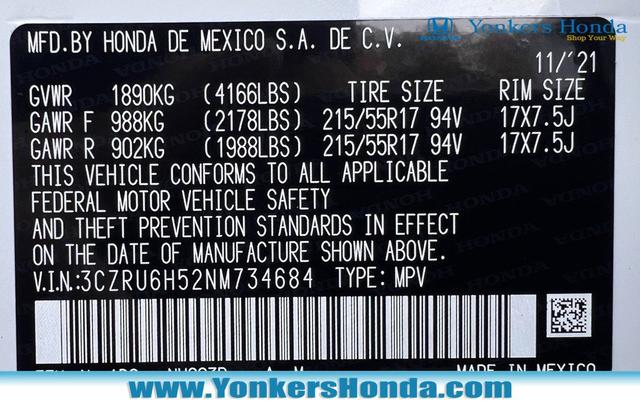 Yonkers Honda
Shop Your Way
MFD.BY HONDA DE MEXICO S.A. DE C.V.
11/'21
GVWR 1890KG (4166LBS) TIRE SIZE RIM SIZE
GAWR F 988KG (2178LBS) 215/55R17 94V 17X7.5J
GAWR R 902KG (1988LBS) 215/55R17 94V 17X7.5J
THIS VEHICLE CONFORMS TO ALL APPLICABLE
FEDERAL MOTOR VEHICLE SAFETY
AND THEFT PREVENTION STANDARDS IN EFFECT
ON THE DATE OF MANUFACTURE SHOWN ABOVE.
V.I.N.:3CZRU6H52NM734684 TYPE: MPV
MADE IN MEXICO
www.YonkersHonda.com